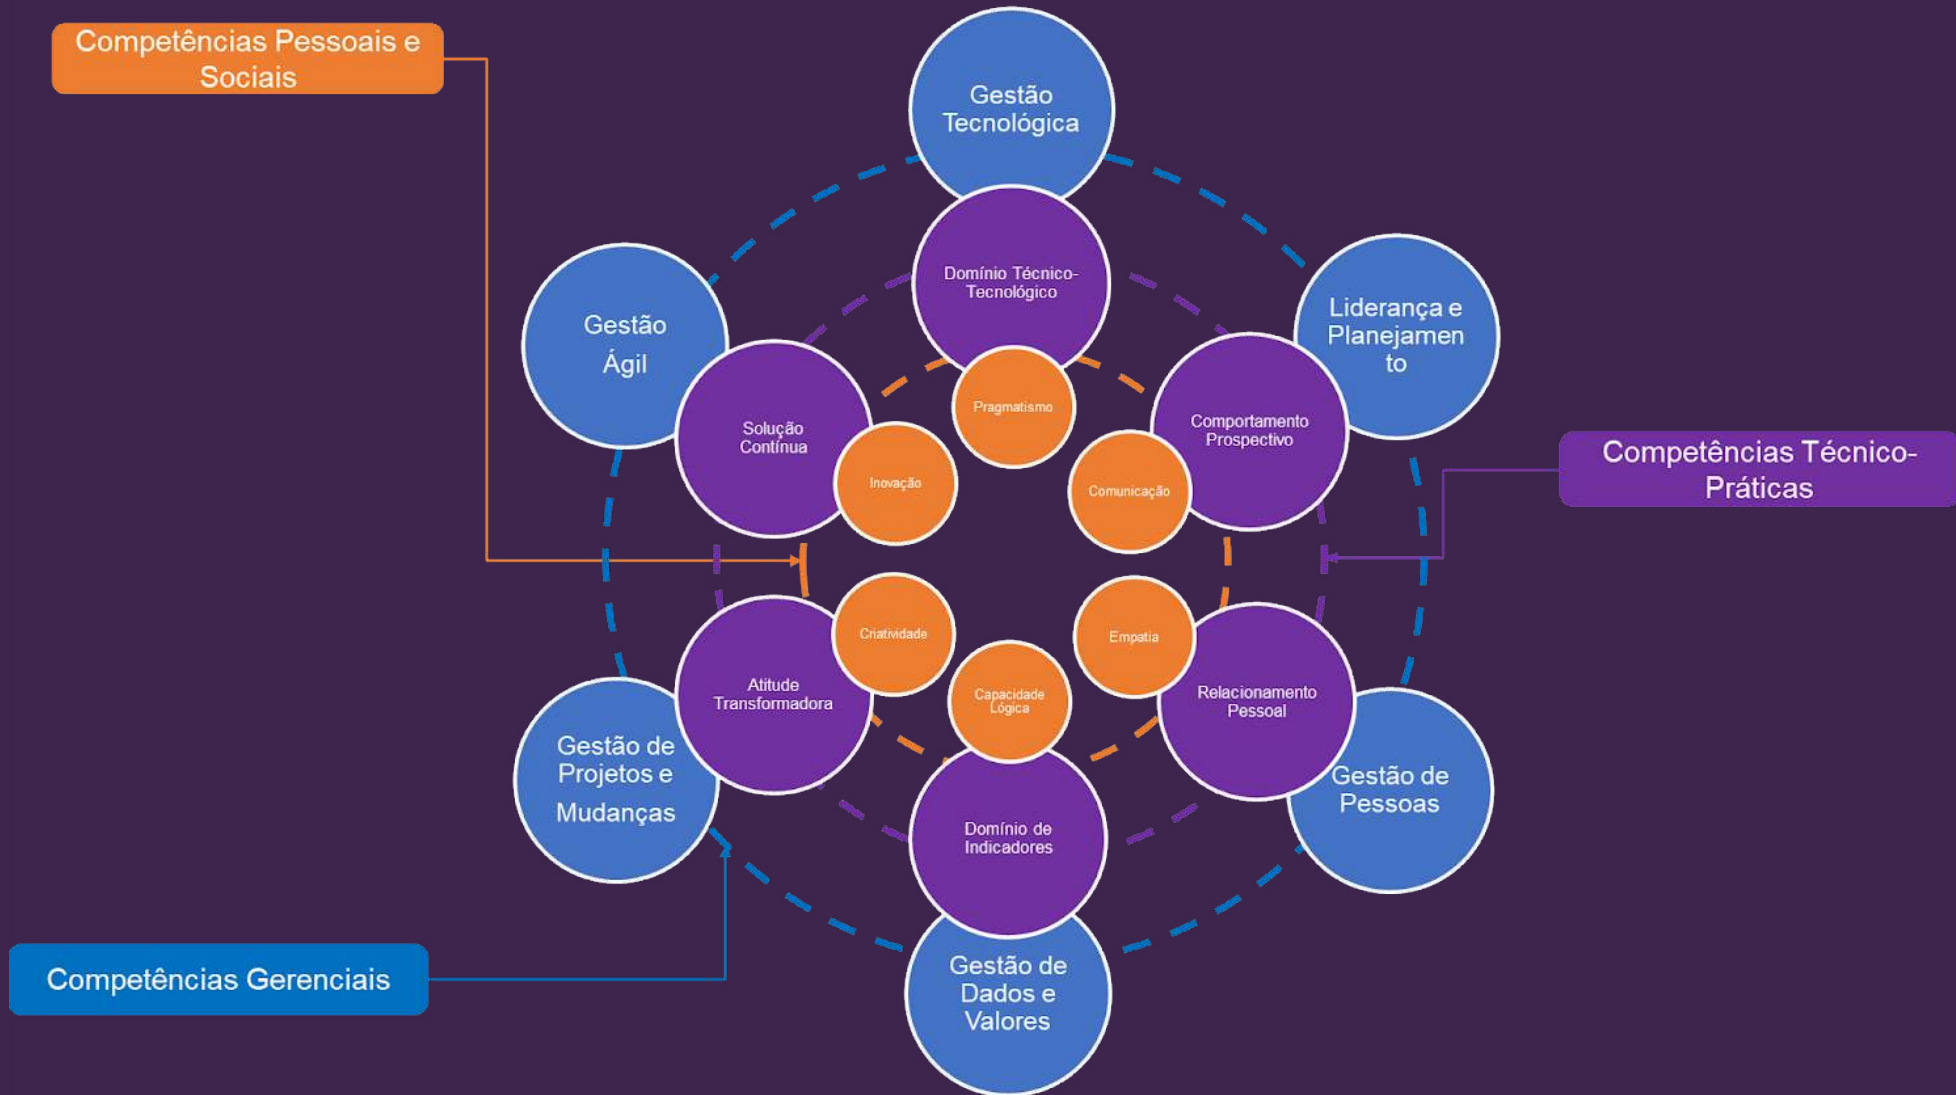 Competências Pessoais e
Sociais
Gestão
Tecnológica
Domínio Técnico-
Tecnológico
Liderança e
Planejamen
to
Gestão
Ágil
Pragmatismo
Comportamento
Prospectivo
Solução
Contínua
Inovação
Comunicação
Competências Técnico-
Práticas
Criatividade
Empatia
Atitude
Transformadora
Capacidade
Lógica
Relacionamento
Pessoal
Gestão de
Projetos e
Mudanças
Gestão de
Pessoas
Domínio de
Indicadores
Competências Gerenciais
Gestão de
Dados e
Valores